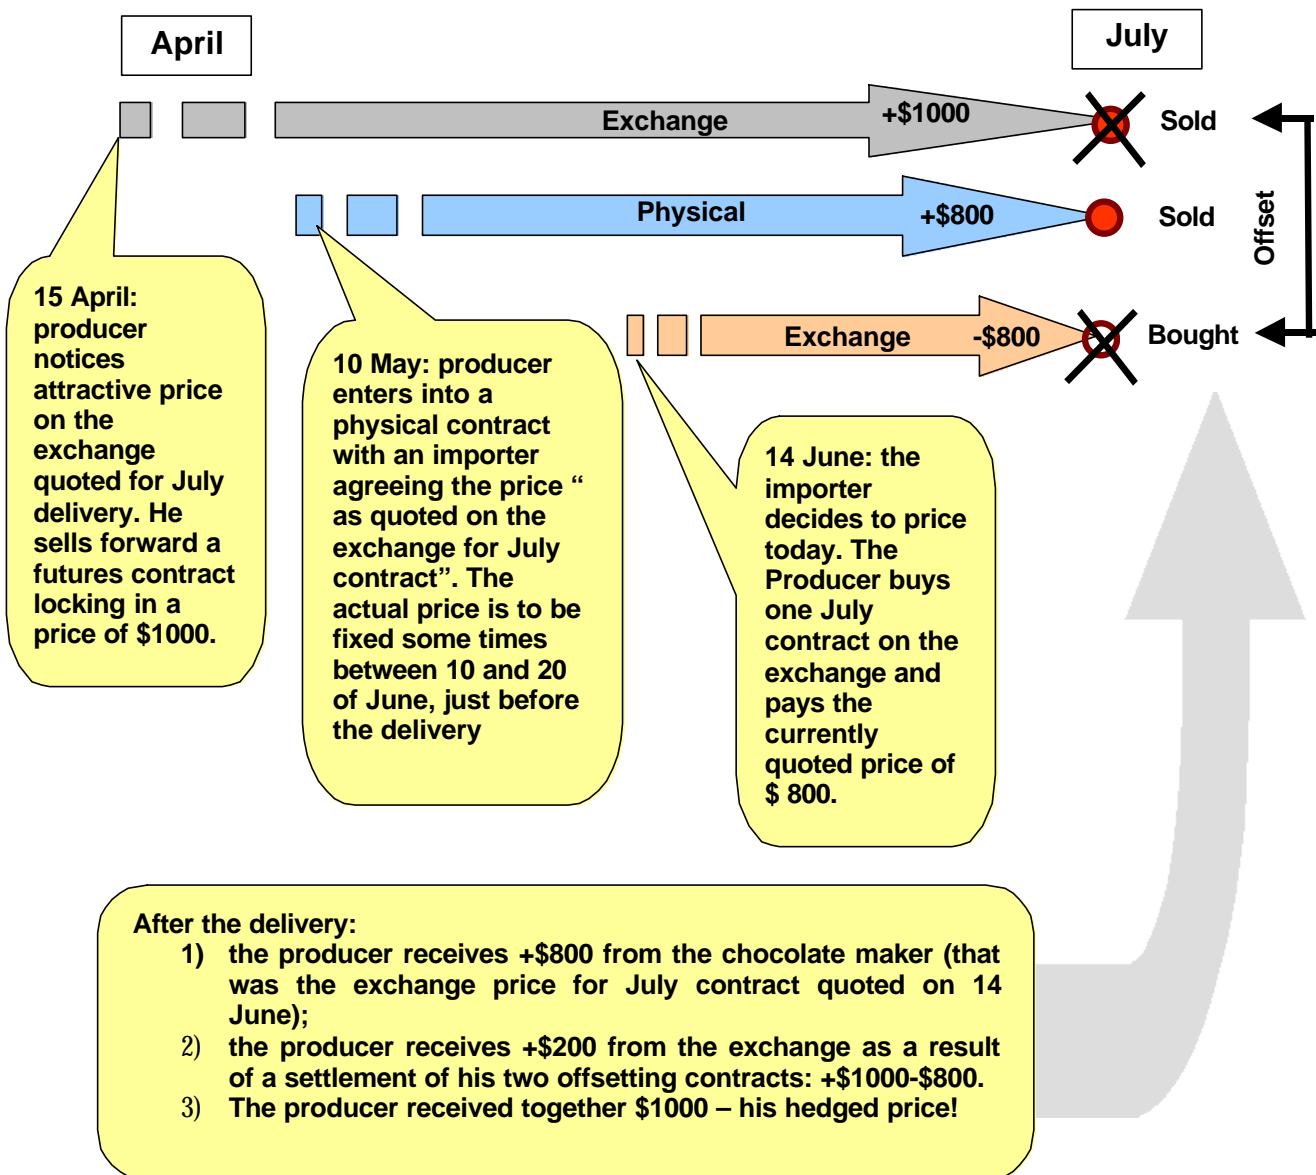 April
July
Exchange
+$1000
Sold
Physical
+$800
Sold
Offset
Exchange
-$800
Bought
15 April:
producer
notices
attractive price
on the
exchange
quoted for July
delivery. He
sells forward a
futures contract
locking in a
price of $1000.
10 May: producer
enters into a
physical contract
with an importer
agreeing the price “
as quoted on the
exchange for July
contract”. The
actual price is to be
fixed some times
between 10 and 20
of June, just before
the delivery
14 June: the
importer
decides to price
today. The
Producer buys
one July
contract on the
exchange and
pays the
currently
quoted price of
$ 800.
After the delivery:
1) the producer receives +$800 from the chocolate maker (that
was the exchange price for July contract quoted on 14
June);
2) the producer receives +$200 from the exchange as a result
of a settlement of his two offsetting contracts: +$1000-$800.
3) The producer received together $1000 – his hedged price!